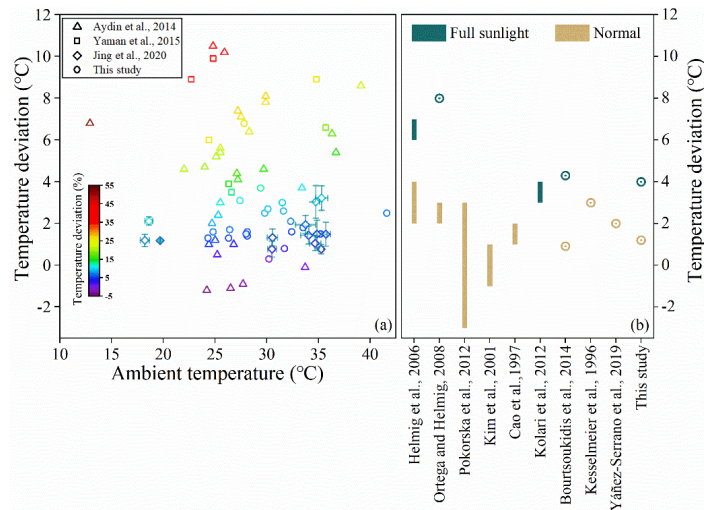 Aydin et al., 2014
Yaman et al., 2015
Jing et al., 2020
This study
Temperature deviation (℃)
12
10
8
6
4
2
0
-2
Temperature deviation (%)
55
45
35
25
15
5
-5
(a)
10
15
20
25
30
35
40
Ambient temperature (℃)
Full sunlight
Normal
12
10
8
6
4
2
0
-2
Temperature deviation (℃)
(b)
Helmig et al., 2006
Ortega and Helmig, 2008
Pokorska et al., 2012
Kim et al., 2001
Cao et al.,1997
Kolari et al., 2012
Bourtsoukidis et al., 2014
Kesselmeier et al., 1996
Yáñez-Serrano et al., 2019
This study